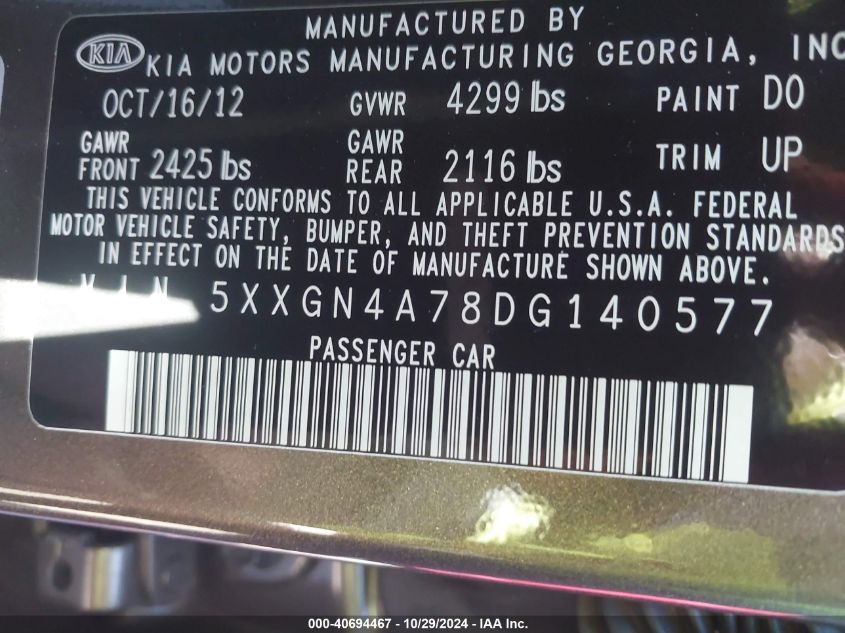 MANUFACTURED BY
KIA KIA MOTORS MANUFACTURING GEORGIA, INC
OCT/16/12 GVWR 4299 lbs PAINT DO
GAWR FRONT 2425 lbs GAWR REAR 2116 lbs TRIM UP
THIS VEHICLE CONFORMS TO ALL APPLICABLE U.S.A. FEDERAL
MOTOR VEHICLE SAFETY, BUMPER, AND THEFT PREVENTION STANDARDS
IN EFFECT ON THE DATE OF MANUFACTURE SHOWN ABOVE.
V I N 5XXGN4A78DG140577
PASSENGER CAR
000-40694467 - 10/29/2024 - IAA Inc.